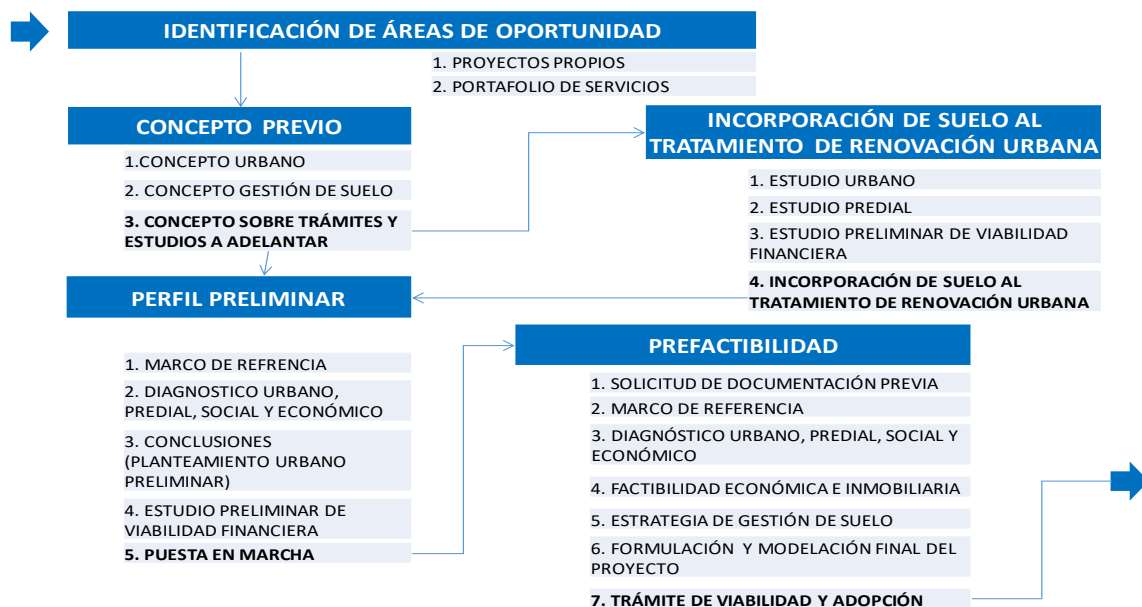 IDENTIFICACIÓN DE ÁREAS DE OPORTUNIDAD
1. PROYECTOS PROPIOS
2. PORTAFOLIO DE SERVICIOS
CONCEPTO PREVIO
1.CONCEPTO URBANO
2. CONCEPTO GESTIÓN DE SUELO
3. CONCEPTO SOBRE TRÁMITES Y
ESTUDIOS A ADELANTAR
INCORPORACIÓN DE SUELO AL
TRATAMIENTO DE RENOVACIÓN URBANA
1. ESTUDIO URBANO
2. ESTUDIO PREDIAL
3. ESTUDIO PRELIMINAR DE VIABILIDAD
FINANCIERA
4. INCORPORACIÓN DE SUELO AL
TRATAMIENTO DE RENOVACIÓN URBANA
PERFIL PRELIMINAR
1. MARCO DE REFRENCIA
2. DIAGNOSTICO URBANO,
PREDIAL, SOCIAL Y ECONÓMICO
3. CONCLUSIONES
(PLANTEAMIENTO URBANO
PRELIMINAR)
4. ESTUDIO PRELIMINAR DE
VIABILIDAD FINANCIERA
5. PUESTA EN MARCHA
PREFACTIBILIDAD
1. SOLICITUD DE DOCUMENTACIÓN PREVIA
2. MARCO DE REFERENCIA
3. DIAGNÓSTICO URBANO, PREDIAL, SOCIAL Y
ECONÓMICO
4. FACTIBILIDAD ECONÓMICA E INMOBILIARIA
5. ESTRATEGIA DE GESTIÓN DE SUELO
6. FORMULACIÓN Y MODELACIÓN FINAL DEL
PROYECTO
7. TRÁMITE DE VIABILIDAD Y ADOPCIÓN